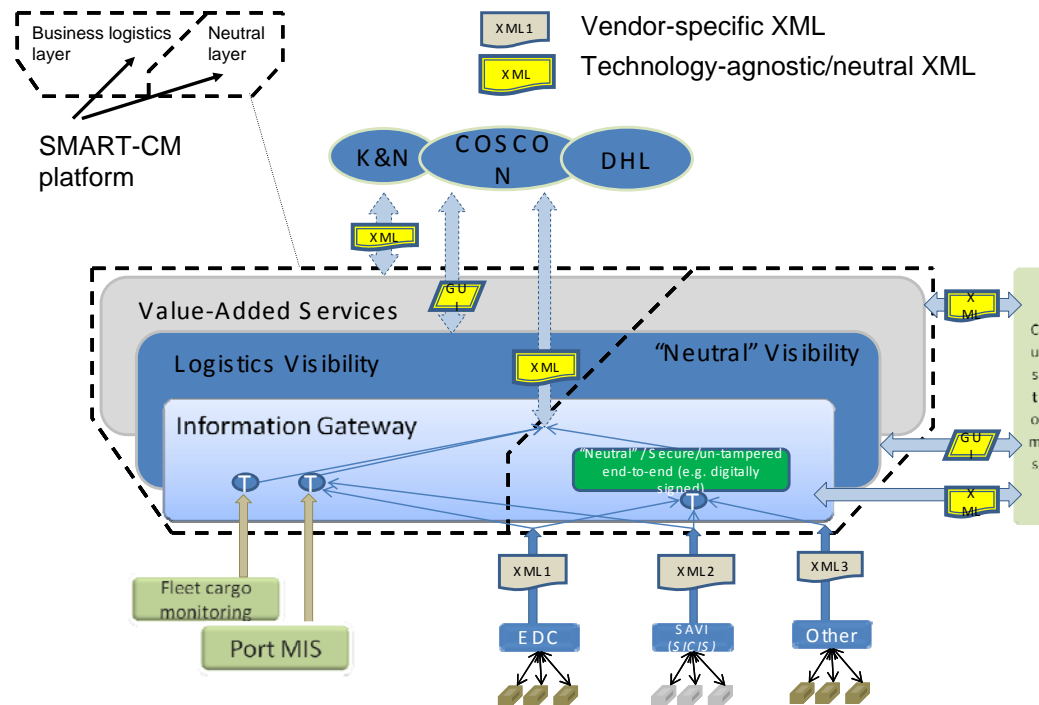 Business logistics
layer
Neutral
layer
SMART-CM
platform
XML1
Vendor-specific XML
XML
Technology-agnostic/neutral XML
K&N
COSCO
N
DHL
XML
GU
I
XML
Value-Added Services
Logistics Visibility
“Neutral” Visibility
Information Gateway
“Neutral” / Secure/un-tampered
end-to-end (e.g. digitally
signed)
T
T
T
X
ML
GU
I
X
ML
C
u
s
t
o
m
s
XML1
XML2
XML3
Fleet cargo
monitoring
Port MIS
EDC
SAVI
(SICIS)
Other